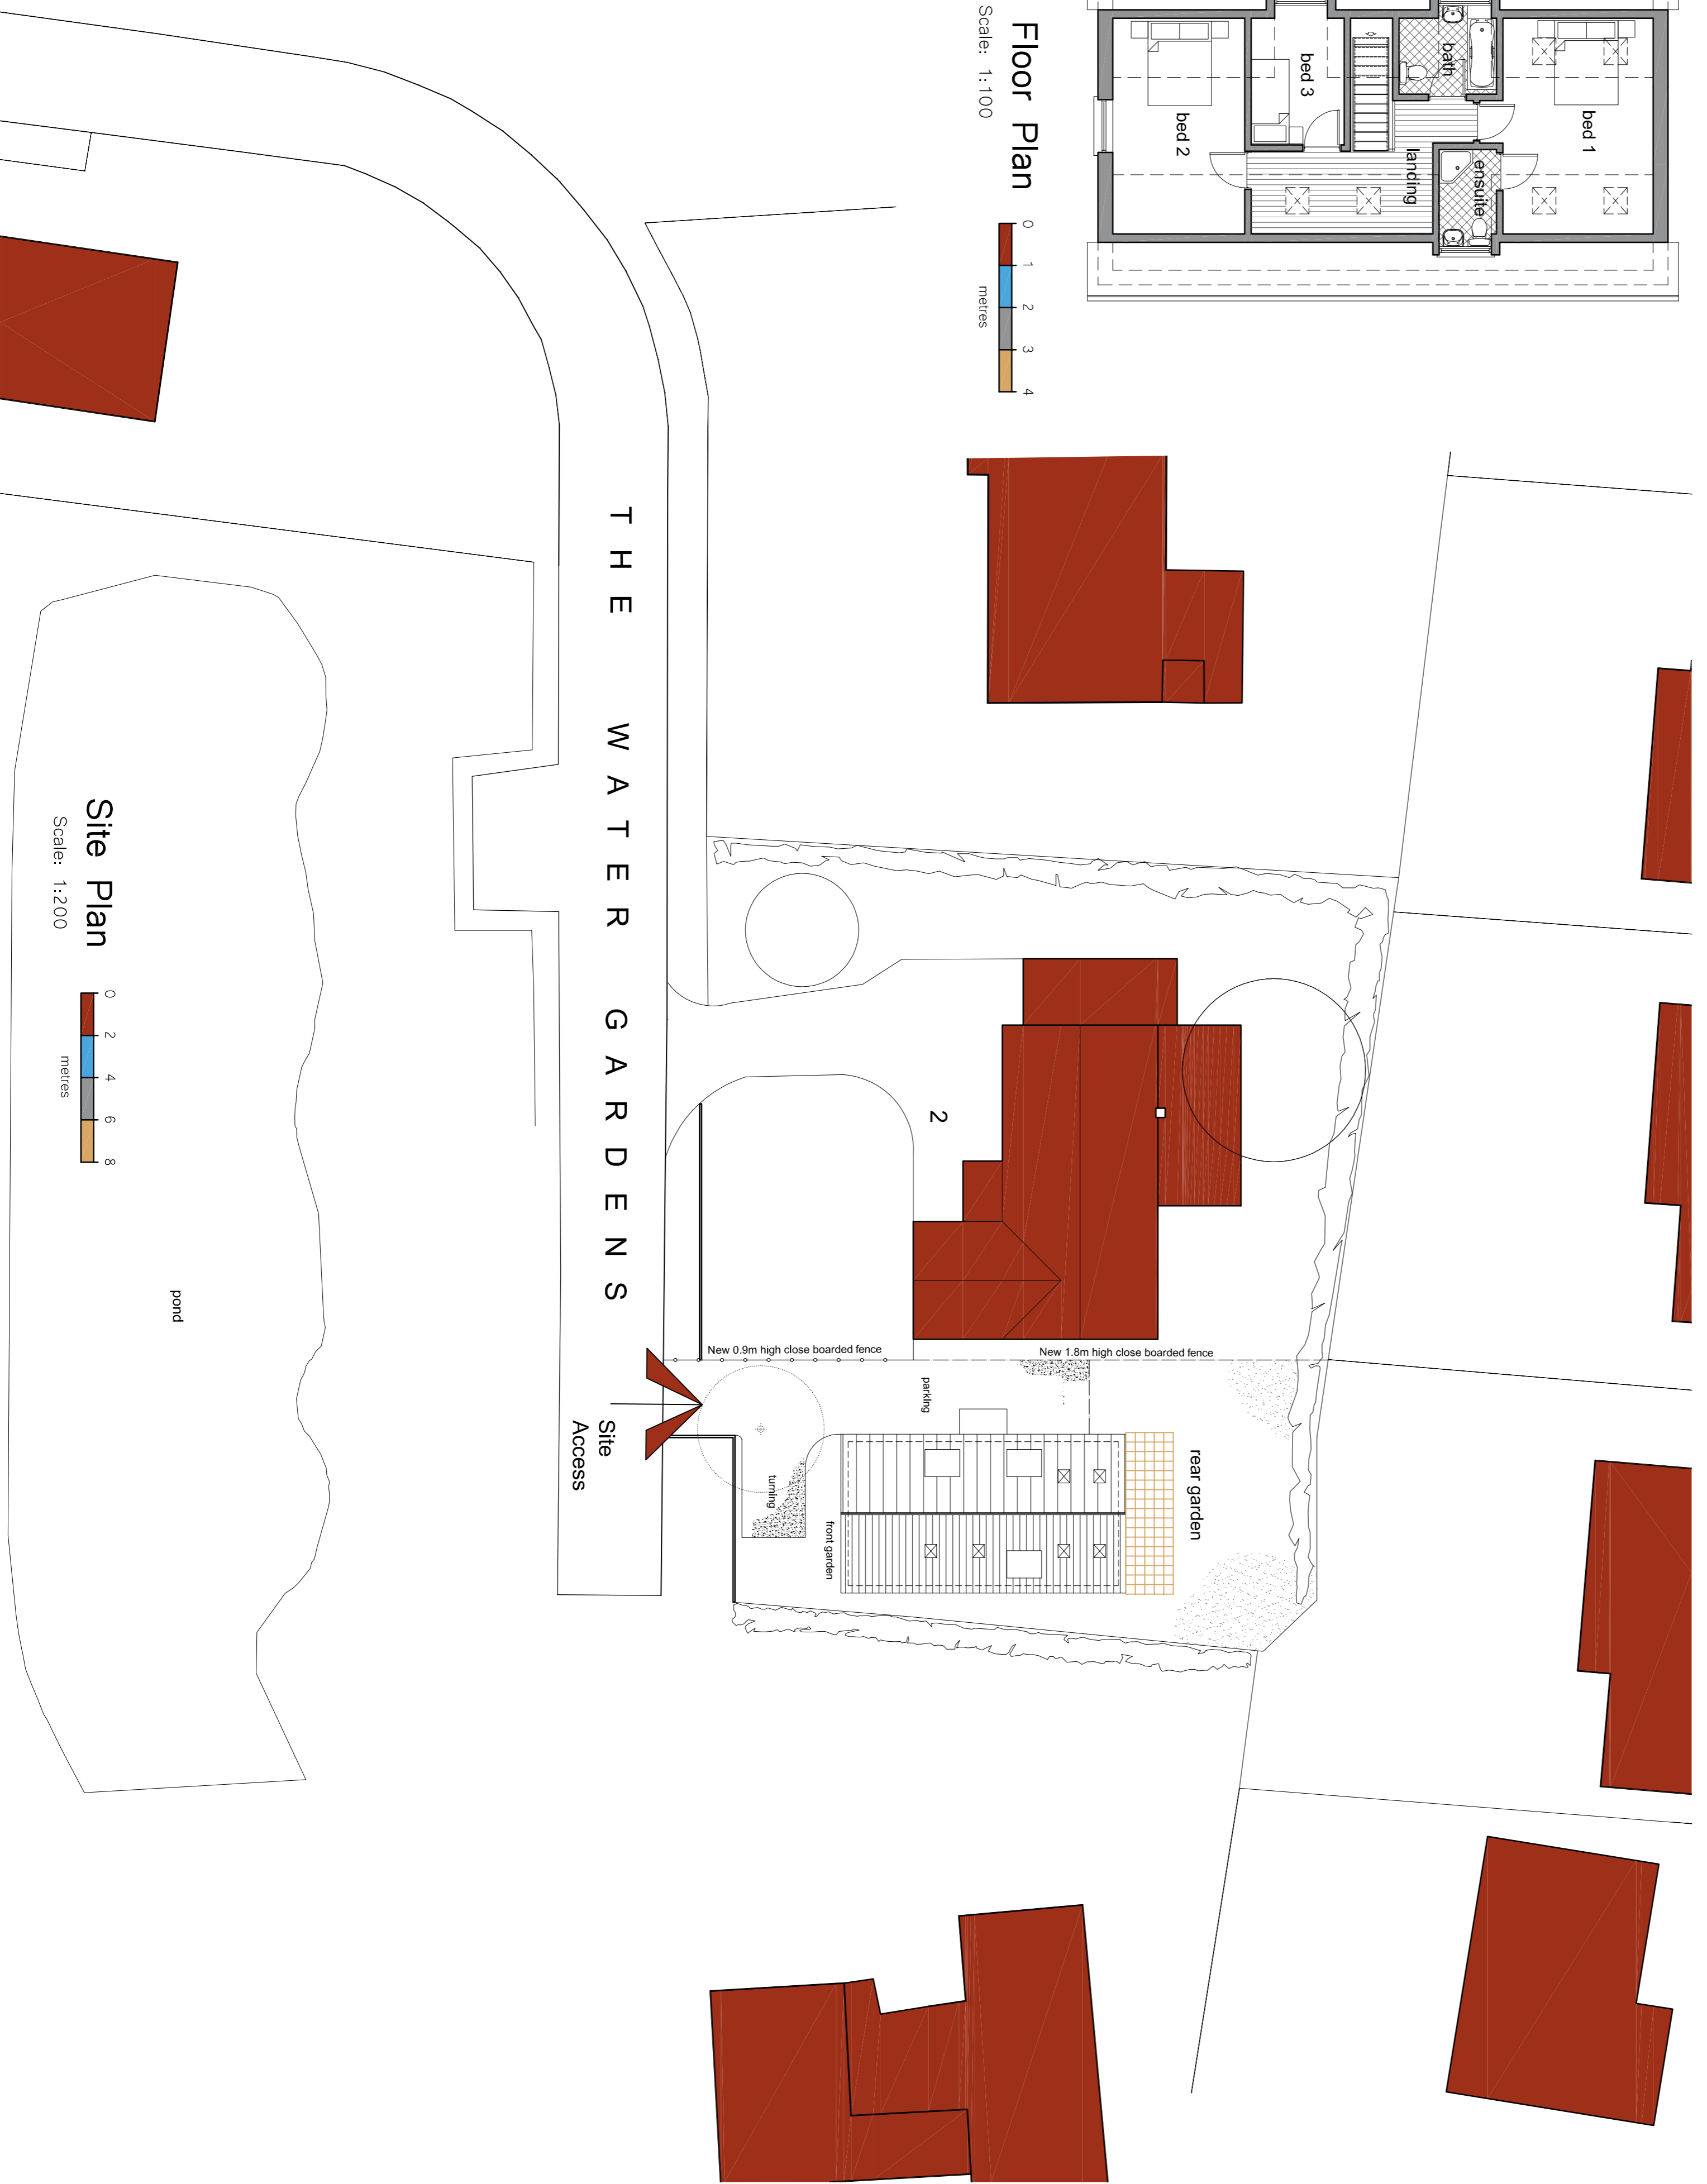 bath
bed 1
bed 3
bed 2
landing
ensuite
Floor Plan
Scale: 1:100
0 1 2 3 4
metres
THE WATER GARDENS
2
New 0.9m high close boarded fence
New 1.8m high close boarded fence
parking
rear garden
turning
front garden
Site
Access
pond
Site Plan
Scale: 1:200
0 2 4 6 8
metres